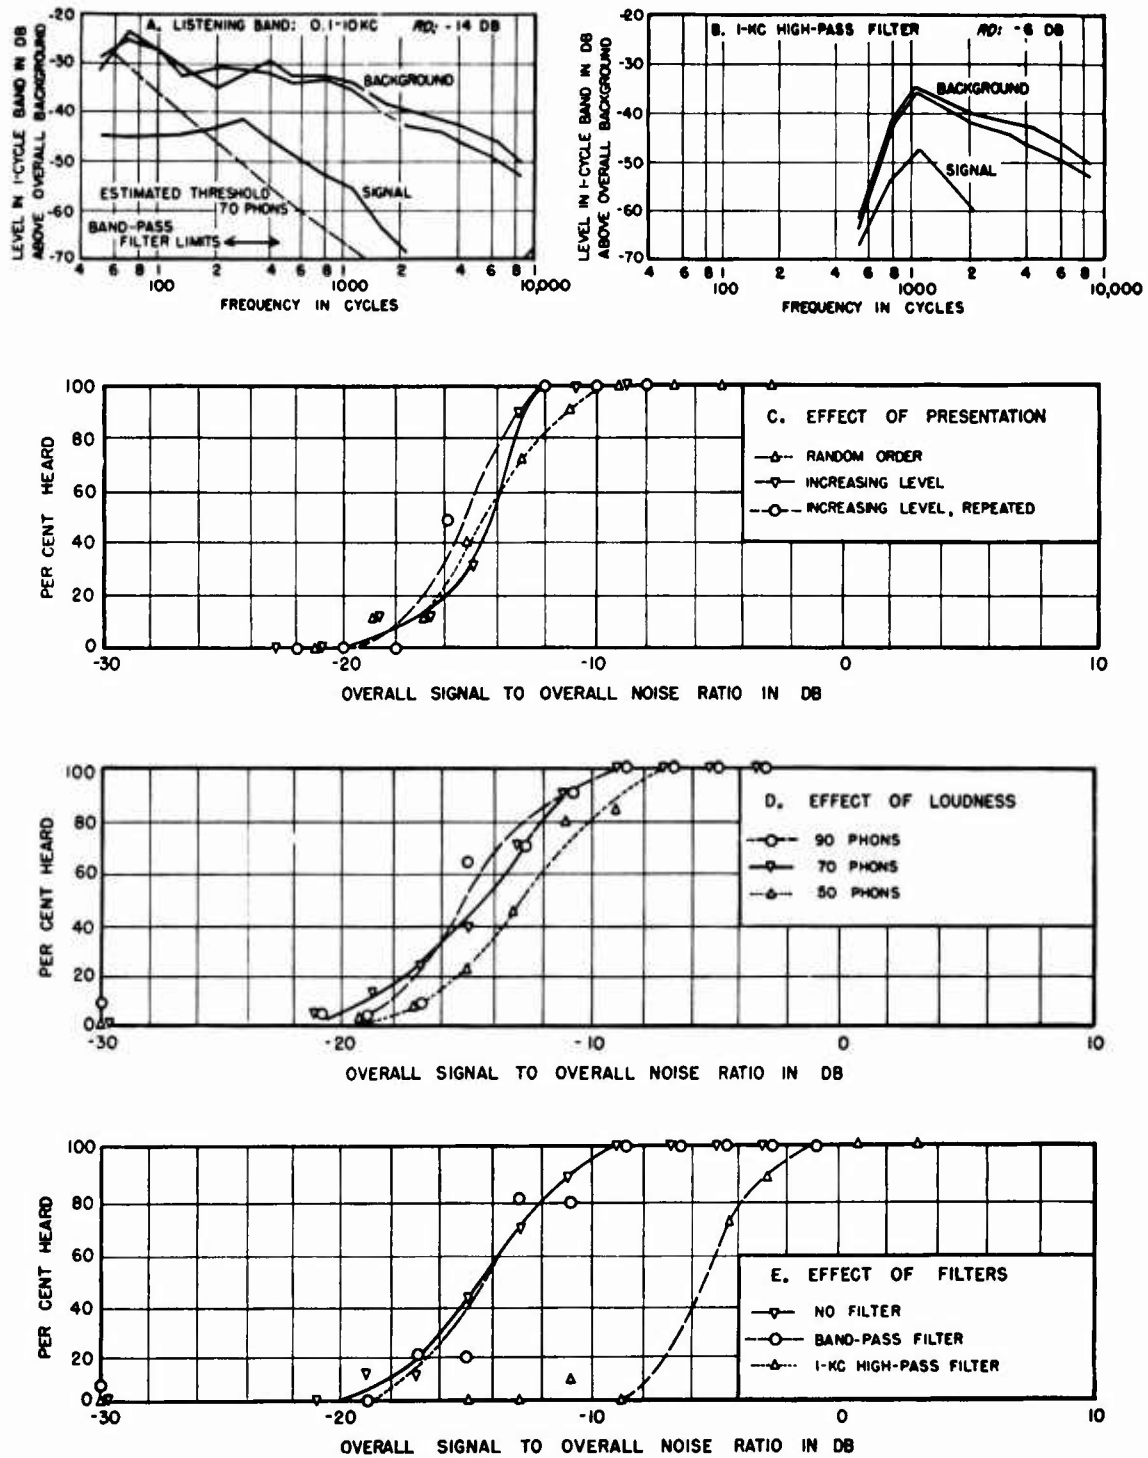 A. LISTENING BAND: 0.1-10KC RD: -14 DB
LEVEL IN 1-CYCLE BAND IN DB
ABOVE OVERALL BACKGROUND
-20
-30
-40
-50
-60
-70
BACKGROUND
SIGNAL
ESTIMATED THRESHOLD
70 PHONS
BAND-PASS
FILTER LIMITS
4 6 8 1 2 4 6 8 1 2 4 6 8 1
100 1000 10,000
FREQUENCY IN CYCLES
B. 1-KC HIGH-PASS FILTER RD: -6 DB
LEVEL IN 1-CYCLE BAND IN DB
ABOVE OVERALL BACKGROUND
-20
-30
-40
-50
-60
-70
BACKGROUND
SIGNAL
4 6 8 1 2 4 6 8 1 2 4 6 8 1
100 1000 10,000
FREQUENCY IN CYCLES
PER CENT HEARD
100
80
60
40
20
0
C. EFFECT OF PRESENTATION
RANDOM ORDER
INCREASING LEVEL
INCREASING LEVEL, REPEATED
-30 -20 -10 0 10
OVERALL SIGNAL TO OVERALL NOISE RATIO IN DB
PER CENT HEARD
100
80
60
40
20
0
D. EFFECT OF LOUDNESS
90 PHONS
70 PHONS
50 PHONS
-30 -20 -10 0 10
OVERALL SIGNAL TO OVERALL NOISE RATIO IN DB
PER CENT HEARD
100
80
60
40
20
0
E. EFFECT OF FILTERS
NO FILTER
BAND-PASS FILTER
1-KC HIGH-PASS FILTER
-30 -20 -10 0 10
OVERALL SIGNAL TO OVERALL NOISE RATIO IN DB